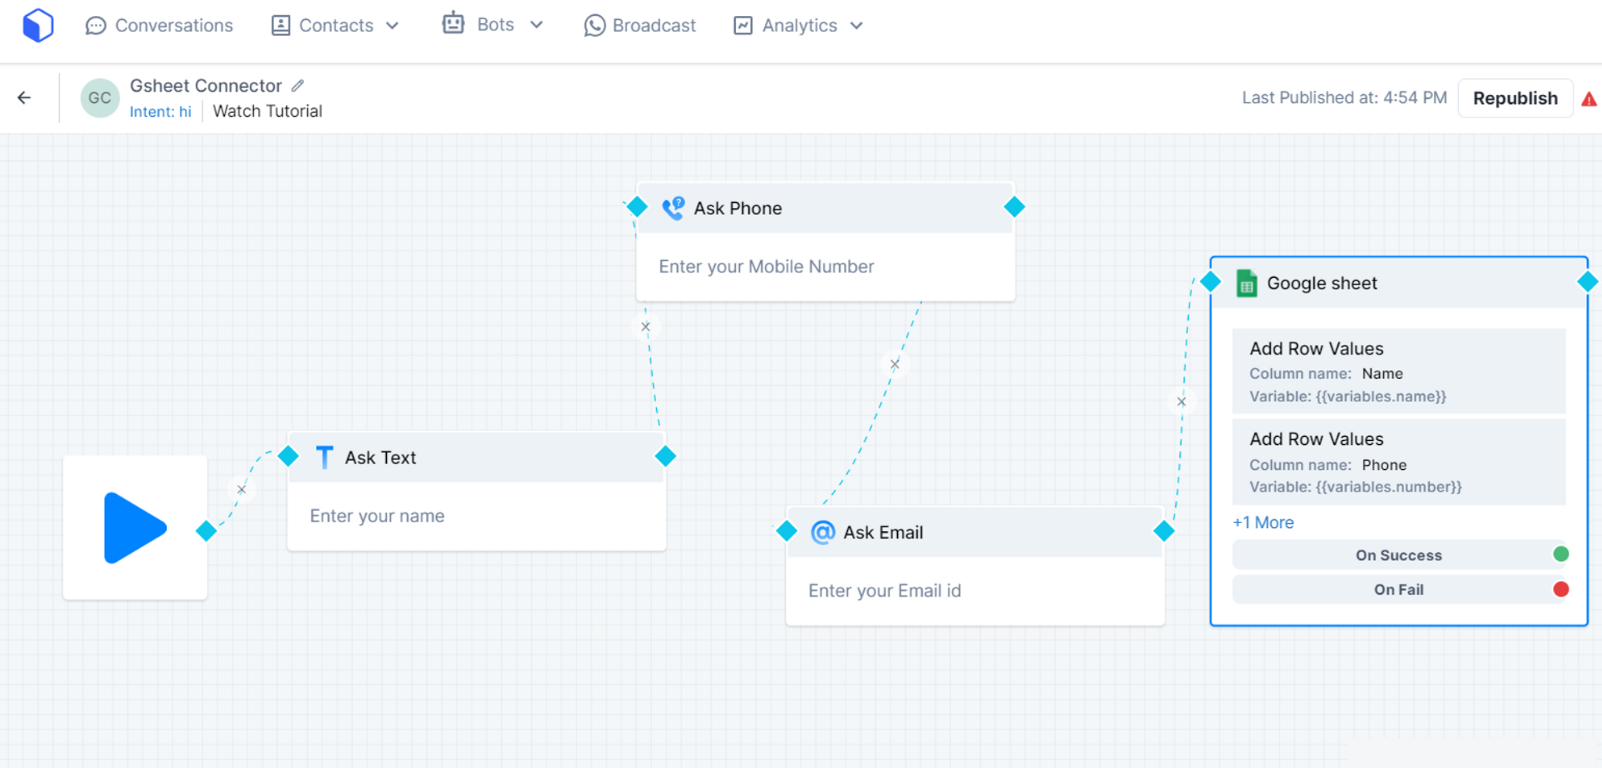 Conversations Contacts Bots Broadcast Analytics
GC
Gsheet Connector
Intent: hi Watch Tutorial
Last Published at: 4:54 PM Republish
Ask Phone
Enter your Mobile Number
Ask Text
Enter your name
@ Ask Email
Enter your Email id
Google sheet
Add Row Values
Column name: Name
Variable: {{variables.name}}
Add Row Values
Column name: Phone
Variable: {{variables.number}}
+1 More
On Success
On Fail